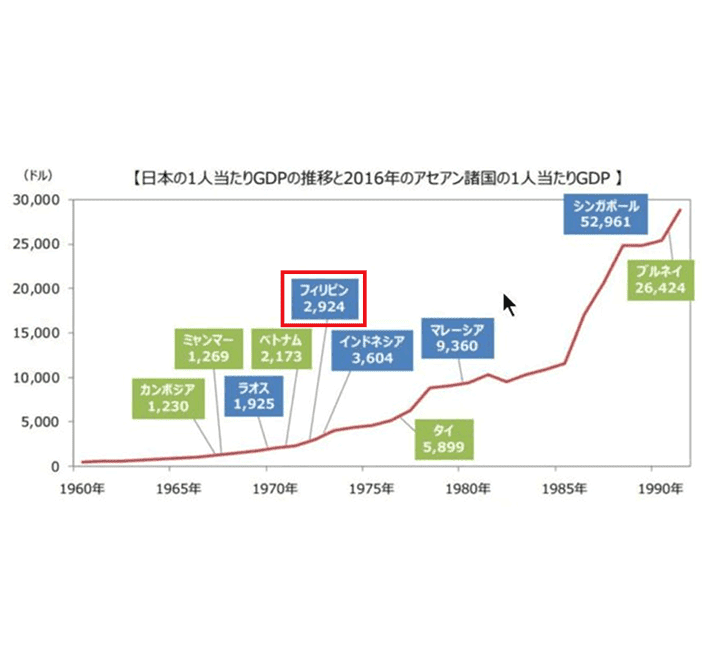 (ドル)
【日本の1人当たりGDPの推移と2016年のアセアン諸国の1人当たりGDP 】
30,000
25,000
20,000
15,000
10,000
5,000
0
シンガポール
52,961
ブルネイ
26,424
フィリピン
2,924
ミャンマー
1,269
ベトナム
2,173
インドネシア
3,604
マレーシア
9,360
カンボジア
1,230
ラオス
1,925
タイ
5,899
1960年
1965年
1970年
1975年
1980年
1985年
1990年